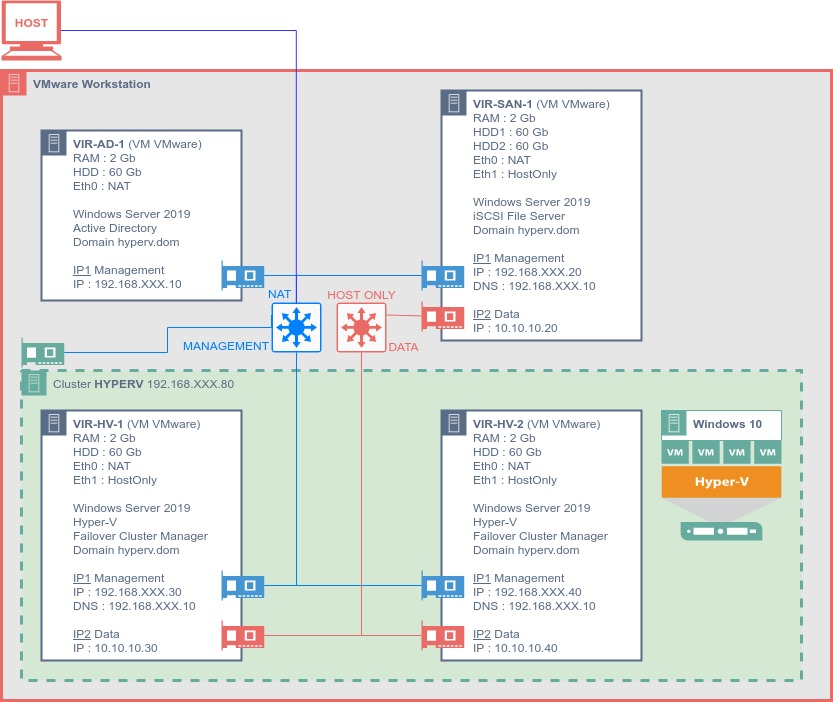 HOST
VMware Workstation
VIR-AD-1 (VM VMware)
RAM : 2 Gb
HDD : 60 Gb
Eth0 : NAT
Windows Server 2019
Active Directory
Domain hyperv.dom
IP1 Management
IP : 192.168.XXX.10
VIR-SAN-1 (VM VMware)
RAM : 2 Gb
HDD1 : 60 Gb
HDD2 : 60 Gb
Eth0 : NAT
Eth1 : HostOnly
Windows Server 2019
iSCSI File Server
Domain hyperv.dom
IP1 Management
IP : 192.168.XXX.20
DNS : 192.168.XXX.10
IP2 Data
IP : 10.10.10.20
NAT
HOST ONLY
MANAGEMENT
DATA
Cluster HYPERV 192.168.XXX.80
VIR-HV-1 (VM VMware)
RAM : 2 Gb
HDD : 60 Gb
Eth0 : NAT
Eth1 : HostOnly
Windows Server 2019
Hyper-V
Failover Cluster Manager
Domain hyperv.dom
IP1 Management
IP : 192.168.XXX.30
DNS : 192.168.XXX.10
IP2 Data
IP : 10.10.10.30
VIR-HV-2 (VM VMware)
RAM : 2 Gb
HDD : 60 Gb
Eth0 : NAT
Eth1 : HostOnly
Windows Server 2019
Hyper-V
Failover Cluster Manager
Domain hyperv.dom
IP1 Management
IP : 192.168.XXX.40
DNS : 192.168.XXX.10
IP2 Data
IP : 10.10.10.40
Windows 10
VM VM VM VM
Hyper-V